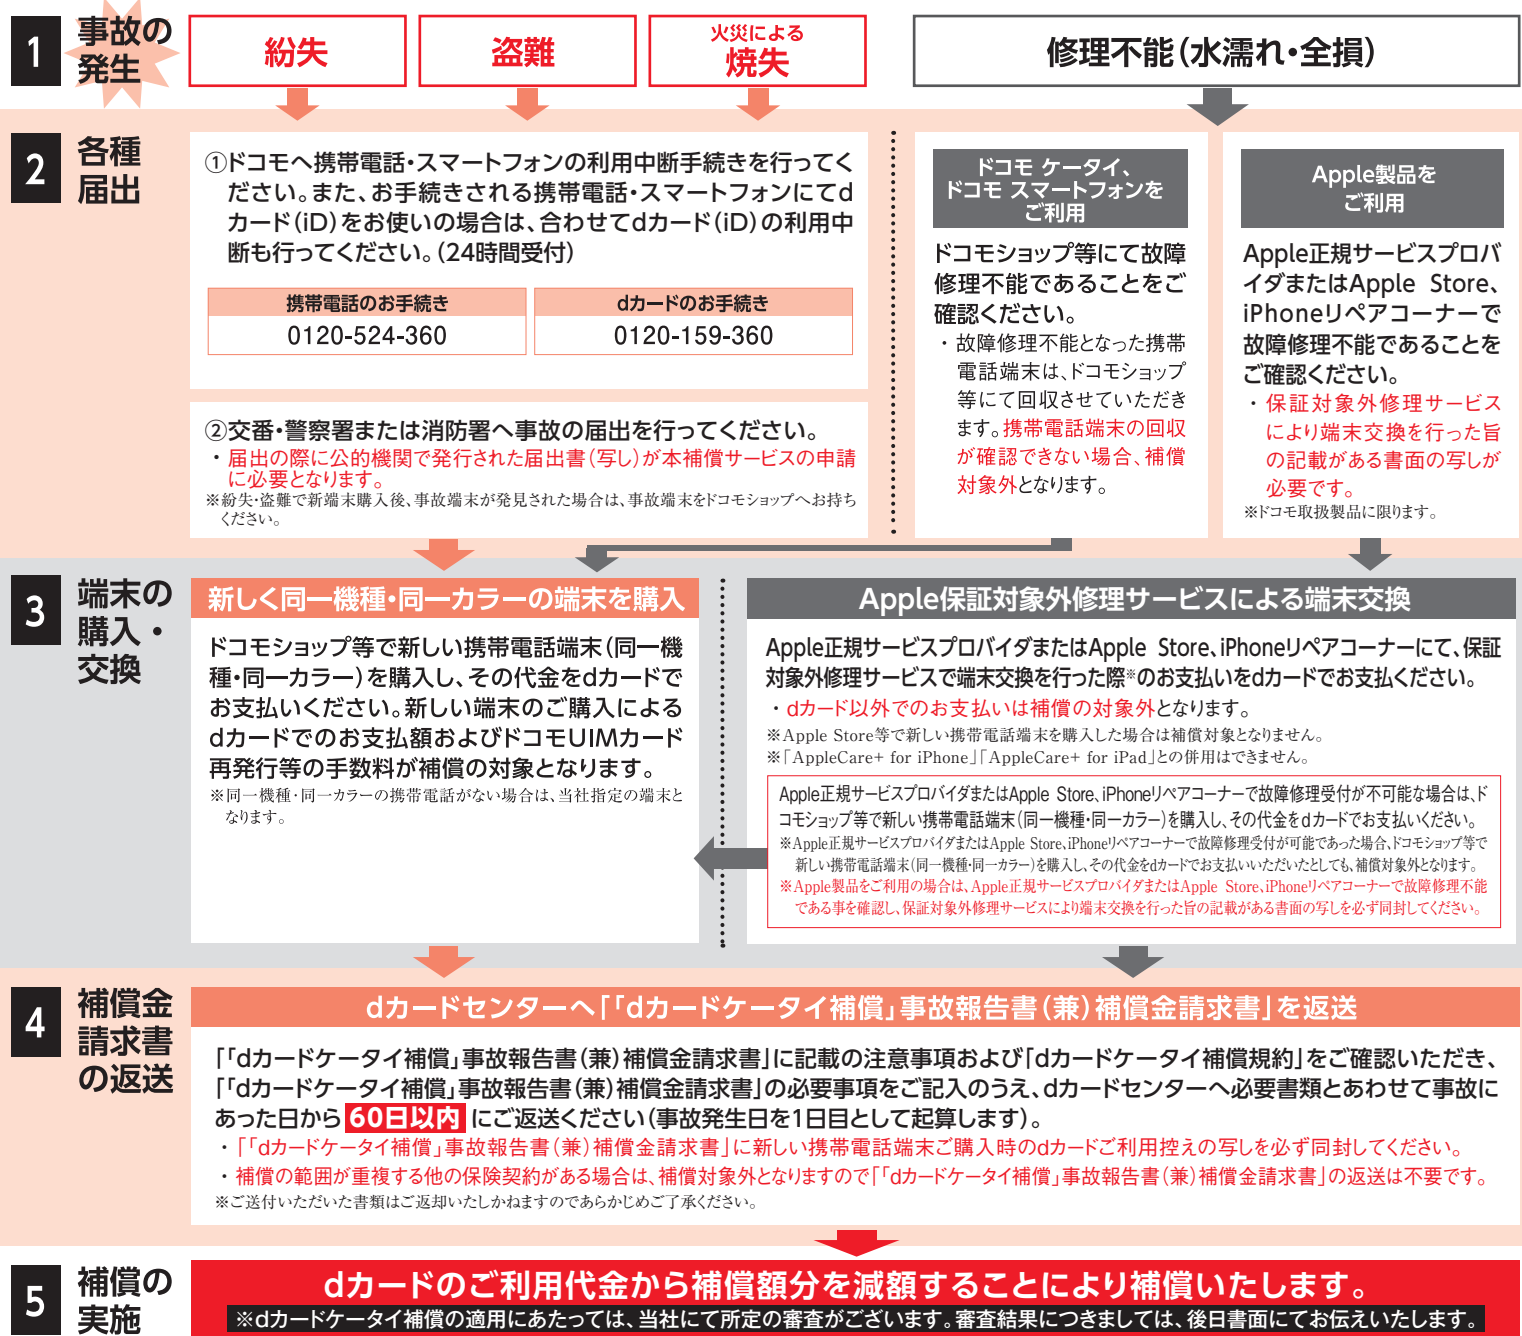 1
事故の
発生
紛失
盗難
火災による
焼失
修理不能(水濡れ・全損)
2
各種
届出
①ドコモへ携帯電話・スマートフォンの利用中断手続きを行ってく
ださい。また、お手続きされる携帯電話・スマートフォンにてd
カード(iD)をお使いの場合は、合わせてdカード(iD)の利用中
断も行ってください。(24時間受付)
携帯電話のお手続き
0120-524-360
dカードのお手続き
0120-159-360
②交番・警察署または消防署へ事故の届出を行ってください。
・届出の際に公的機関で発行された届出書(写し)が本補償サービスの申請
に必要となります。
※紛失・盗難で新端末購入後、事故端末が発見された場合は、事故端末をドコモショップへお持ち
ください。
ドコモ ケータイ、
ドコモ スマートフォンを
ご利用
ドコモショップ等にて故障
修理不能であることをご
確認ください。
・故障修理不能となった携帯
電話端末は、ドコモショップ
等にて回収させていただき
ます。携帯電話端末の回収
が確認できない場合、補償
対象外となります。
Apple製品を
ご利用
Apple正規サービスプロバ
イダまたはApple Store、
iPhoneリペアコーナーで
故障修理不能であることを
ご確認ください。
・保証対象外修理サービス
により端末交換を行った旨
の記載がある書面の写しが
必要です。
※ドコモ取扱製品に限ります。
3
端末の
購入・
交換
新しく同一機種・同一カラーの端末を購入
ドコモショップ等で新しい携帯電話端末(同一機
種・同一カラー)を購入し、その代金をdカードで
お支払いください。新しい端末のご購入による
dカードでのお支払額およびドコモUIMカード
再発行等の手数料が補償の対象となります。
※同一機種・同一カラーの携帯電話がない場合は、当社指定の端末と
なります。
Apple保証対象外修理サービスによる端末交換
Apple正規サービスプロバイダまたはApple Store、iPhoneリペアコーナーにて、保証
対象外修理サービスで端末交換を行った際※のお支払いをdカードでお支払ください。
・dカード以外でのお支払いは補償の対象外となります。
※Apple Store等で新しい携帯電話端末を購入した場合は補償対象となりません。
※「AppleCare+ for iPhone」「AppleCare+ for iPad」との併用はできません。
Apple正規サービスプロバイダまたはApple Store、iPhoneリペアコーナーで故障修理受付が不可能な場合は、ド
コモショップ等で新しい携帯電話端末(同一機種・同一カラー)を購入し、その代金をdカードでお支払いください。
※Apple正規サービスプロバイダまたはApple Store、iPhoneリペアコーナーで故障修理受付が可能であった場合、ドコモショップ等で
新しい携帯電話端末(同一機種・同一カラー)を購入し、その代金をdカードでお支払いいただいたとしても、補償対象外となります。
※Apple製品をご利用の場合は、Apple正規サービスプロバイダまたはApple Store、iPhoneリペアコーナーで故障修理不能
である事を確認し、保証対象外修理サービスにより端末交換を行った旨の記載がある書面の写しを必ず同封してください。
4
補償金
請求書
の返送
dカードセンターへ「「dカードケータイ補償」事故報告書(兼)補償金請求書」を返送
「「dカードケータイ補償」事故報告書(兼)補償金請求書」に記載の注意事項および「dカードケータイ補償規約」をご確認いただき、
「「dカードケータイ補償」事故報告書(兼)補償金請求書」の必要事項をご記入のうえ、dカードセンターへ必要書類とあわせて事故に
あった日から 60日以内 にご返送ください(事故発生日を1日目として起算します)。
・「「dカードケータイ補償」事故報告書(兼)補償金請求書」に新しい携帯電話端末ご購入時のdカードご利用控えの写しを必ず同封してください。
・補償の範囲が重複する他の保険契約がある場合は、補償対象外となりますので「「dカードケータイ補償」事故報告書(兼)補償金請求書」の返送は不要です。
※ご送付いただいた書類はご返却いたしかねますのであらかじめご了承ください。
5
補償の
実施
dカードのご利用代金から補償額分を減額することにより補償いたします。
※dカードケータイ補償の適用にあたっては、当社にて所定の審査がございます。審査結果につきましては、後日書面にてお伝えいたします。